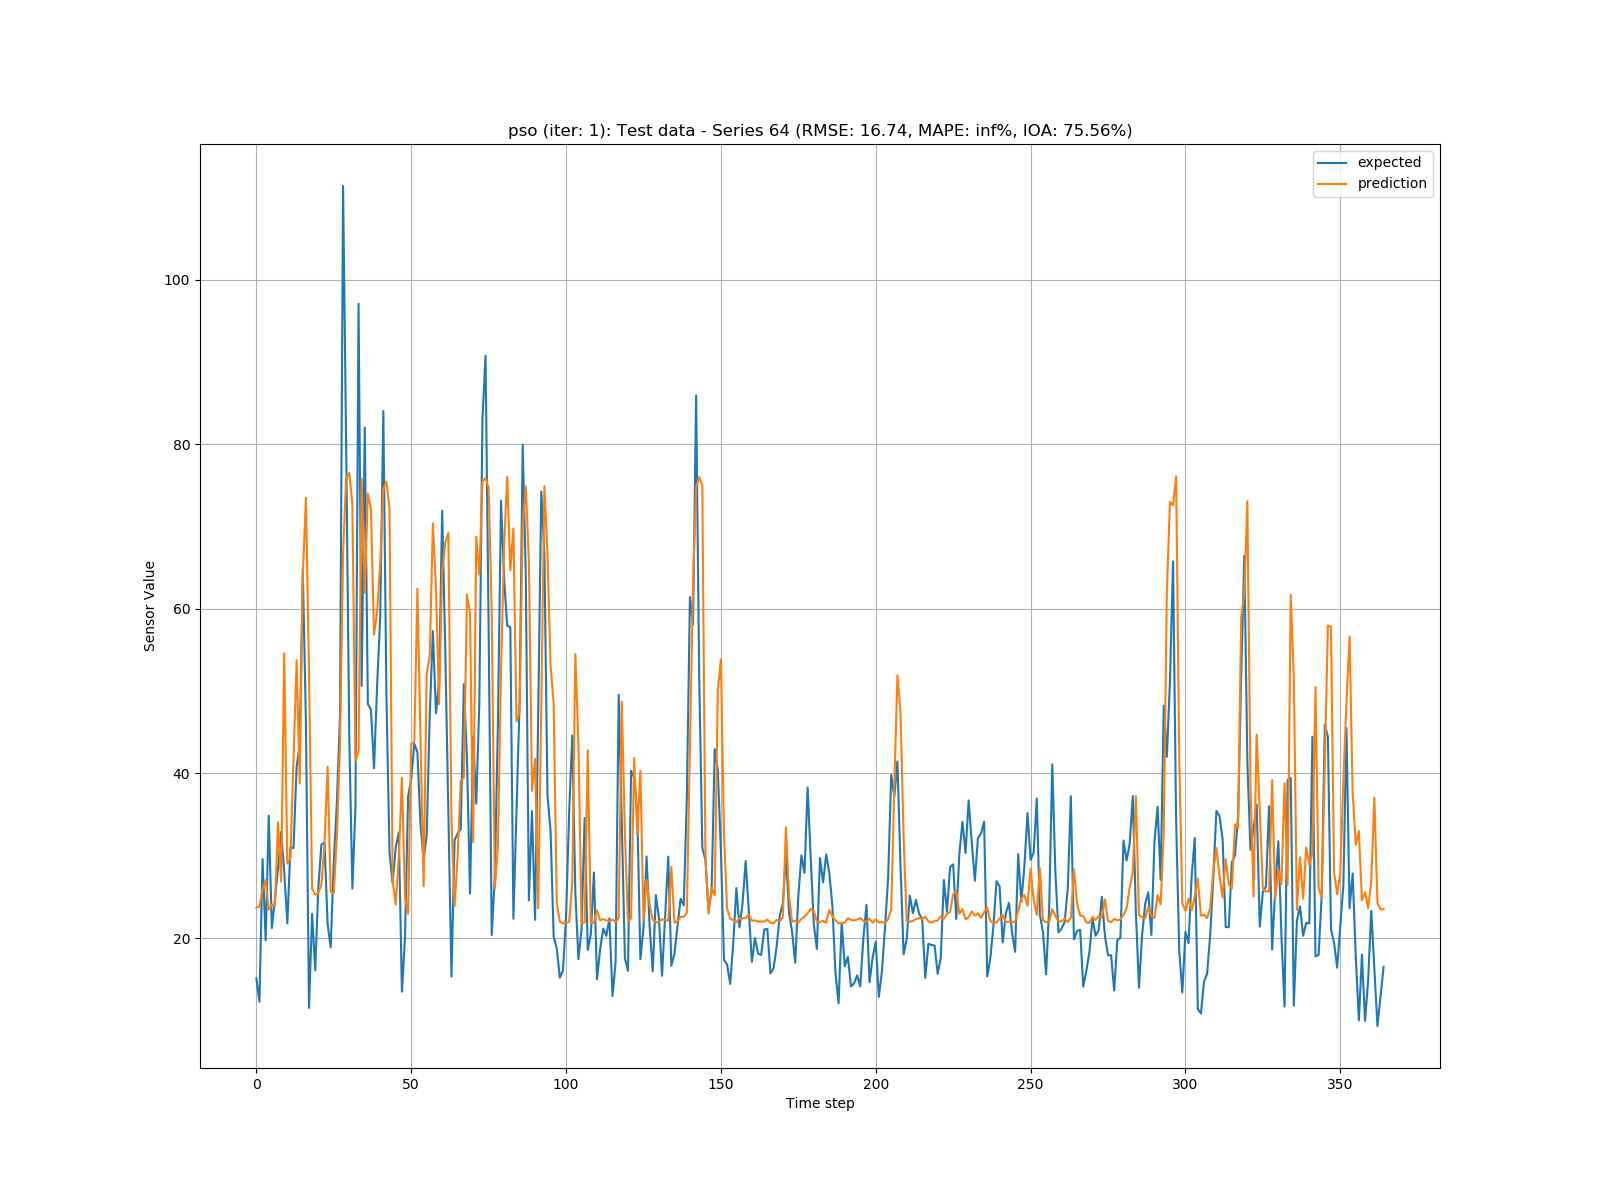 pso (iter: 1): Test data - Series 64 (RMSE: 16.74, MAPE: inf%, IOA: 75.56%)
expected
prediction
100
80
60
40
20
Sensor Value
0 50 100 150 200 250 300 350
Time step